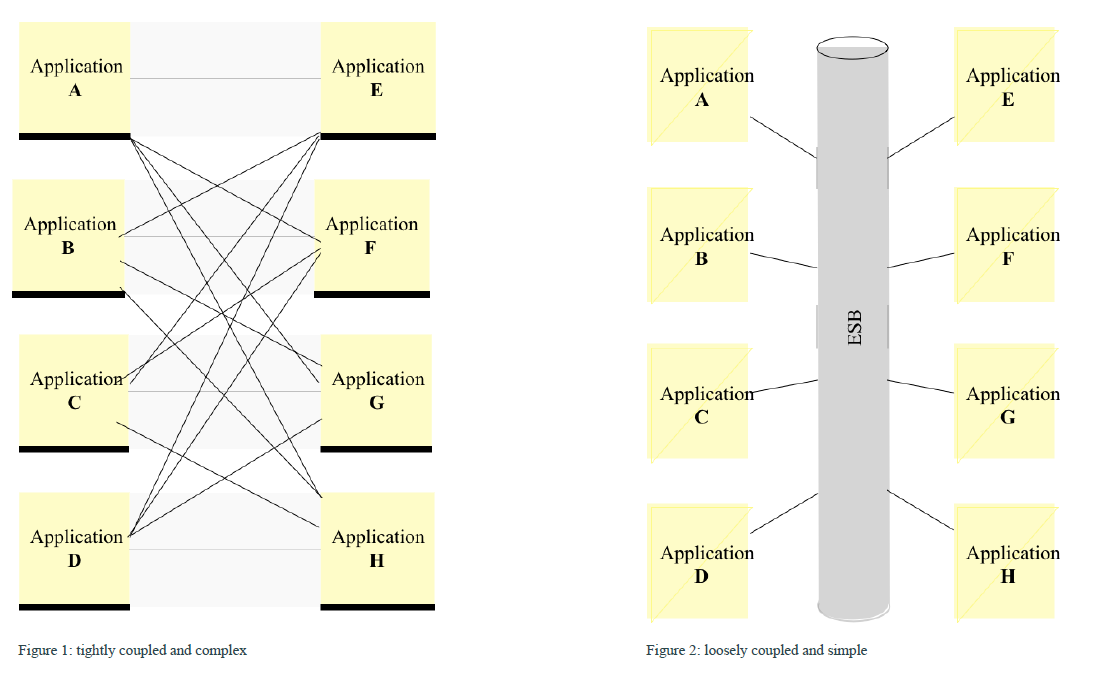 Application
A
Application
E
Application
B
Application
F
Application
C
Application
G
Application
D
Application
H
Figure 1: tightly coupled and complex
Application
A
Application
E
Application
B
Application
F
ESB
Application
C
Application
G
Application
D
Application
H
Figure 2: loosely coupled and simple